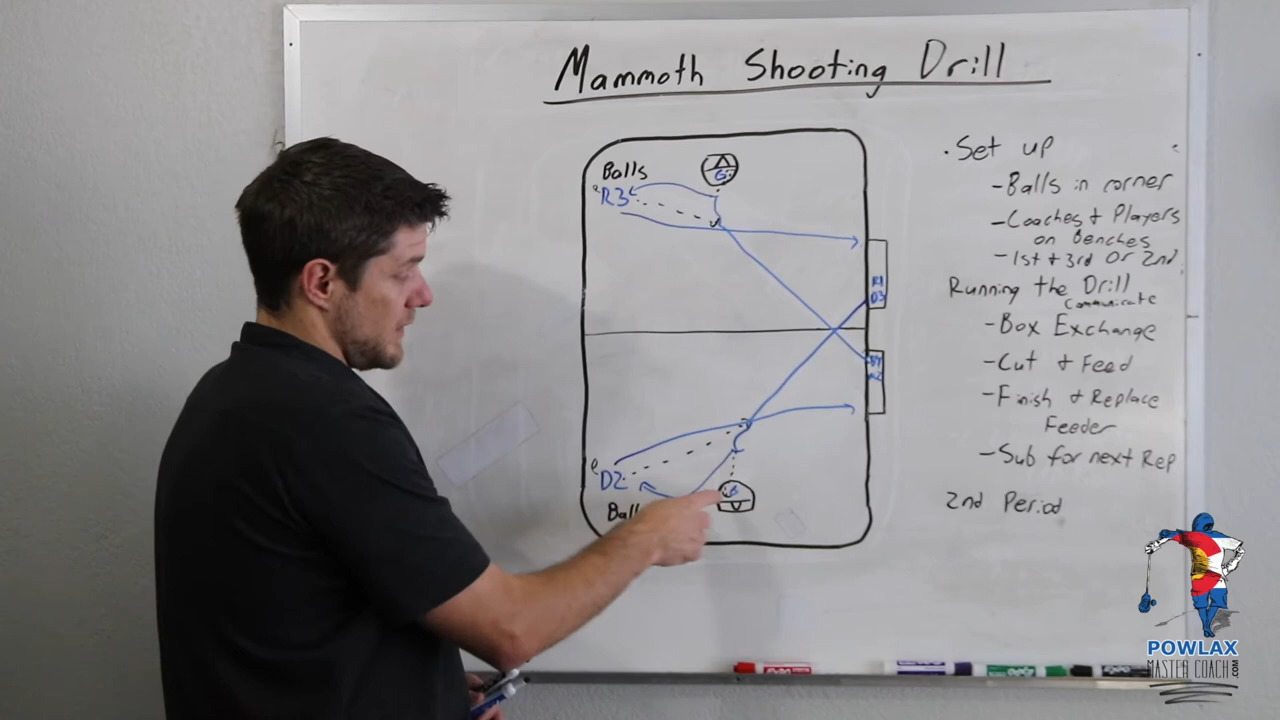 Mammoth Shooting Drill
Balls
R3
G
D2
Ball
G
R1
D3
· Set up
- Balls in corner
- Coaches + Players
on Benches
- 1st + 3rd or 2nd
Running the Drill
Communicate
- Box Exchange
- Cut + Feed
- Finish + Replace
Feeder
- Sub for next Rep
2nd Period
POWLAX
MASTER COACH.COM